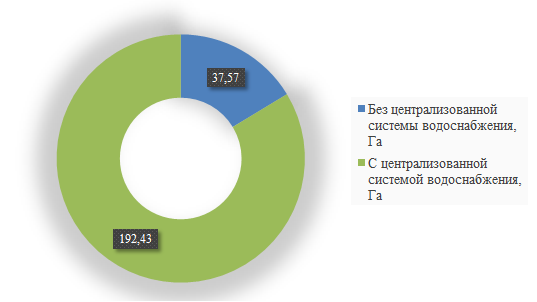 37,57
192,43
Без централизованной
системы водоснабжения,
Га
С централизованной
системой водоснабжения,
Га